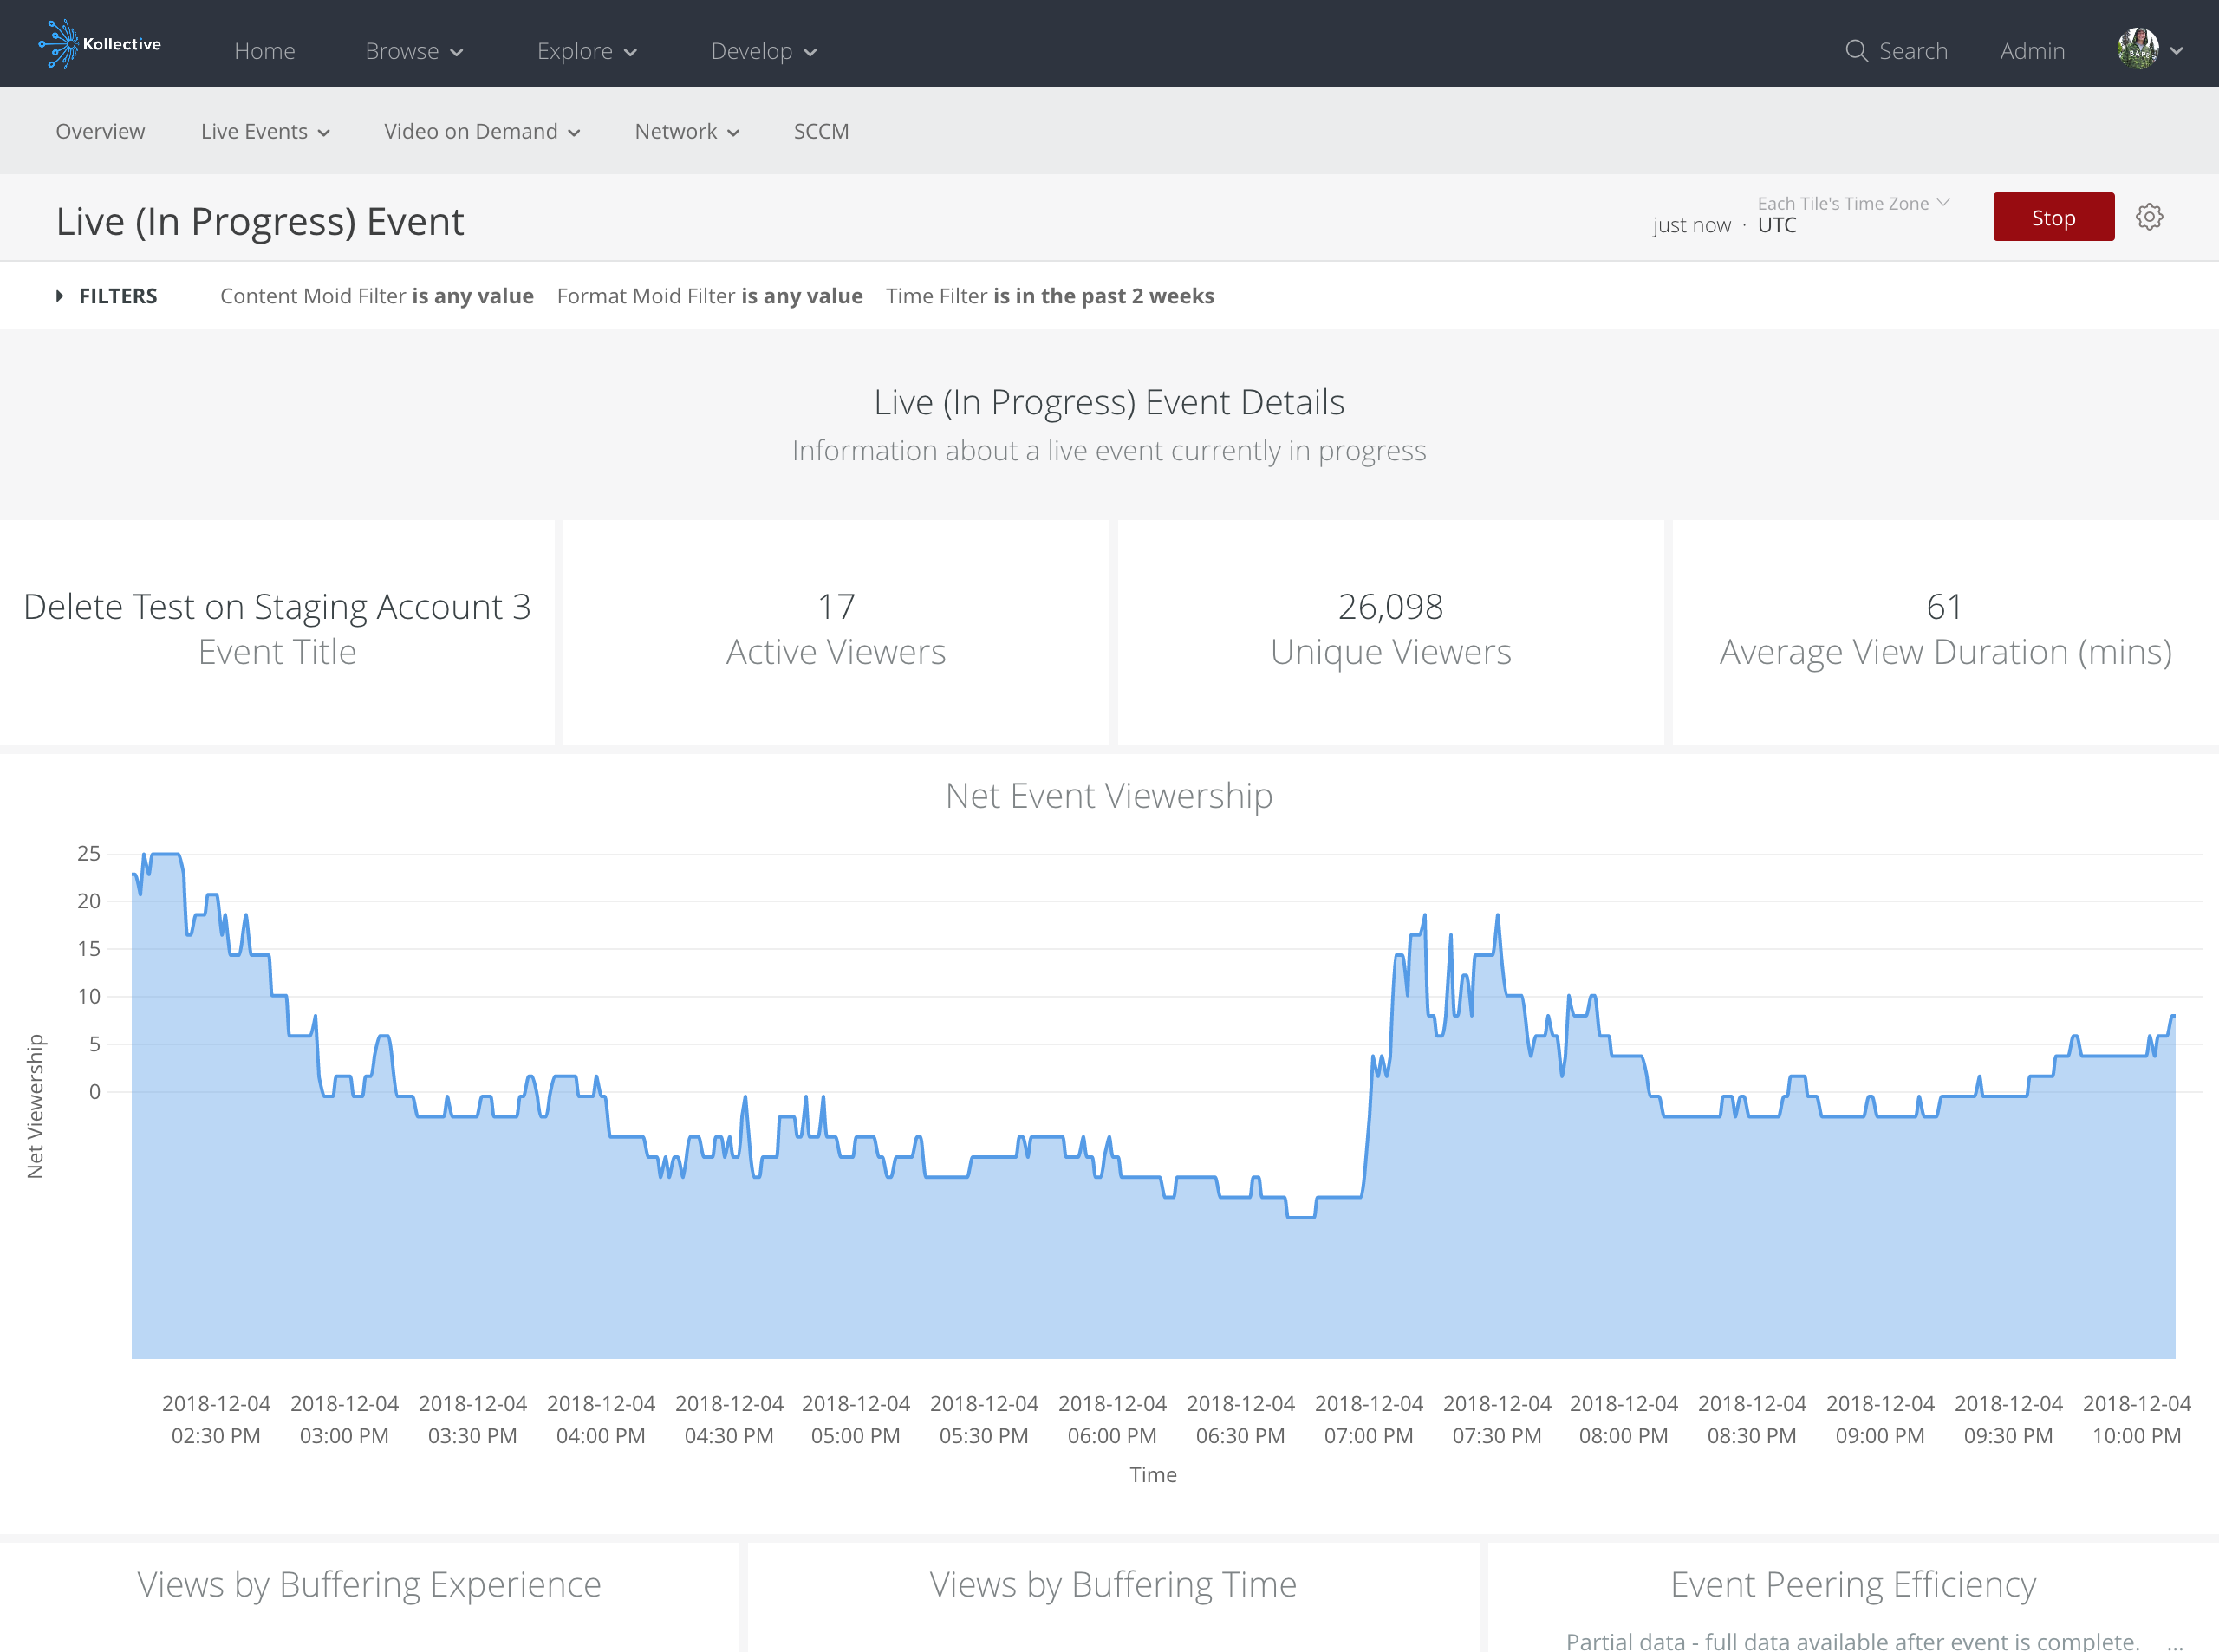 Kollective Home Browse Explore Develop Search Admin
Overview Live Events Video on Demand Network SCCM
Live (In Progress) Event
Each Tile's Time Zone
just now · UTC
Stop
FILTERS Content Moid Filter is any value Format Moid Filter is any value Time Filter is in the past 2 weeks
Live (In Progress) Event Details
Information about a live event currently in progress
Delete Test on Staging Account 3
Event Title
17
Active Viewers
26,098
Unique Viewers
61
Average View Duration (mins)
Net Event Viewership
25
20
15
10
5
0
Net Viewership
2018-12-04 02:30 PM
2018-12-04 03:00 PM
2018-12-04 03:30 PM
2018-12-04 04:00 PM
2018-12-04 04:30 PM
2018-12-04 05:00 PM
2018-12-04 05:30 PM
2018-12-04 06:00 PM
2018-12-04 06:30 PM
2018-12-04 07:00 PM
2018-12-04 07:30 PM
2018-12-04 08:00 PM
2018-12-04 08:30 PM
2018-12-04 09:00 PM
2018-12-04 09:30 PM
2018-12-04 10:00 PM
Time
Views by Buffering Experience
Views by Buffering Time
Event Peering Efficiency
Partial data - full data available after event is complete. ...